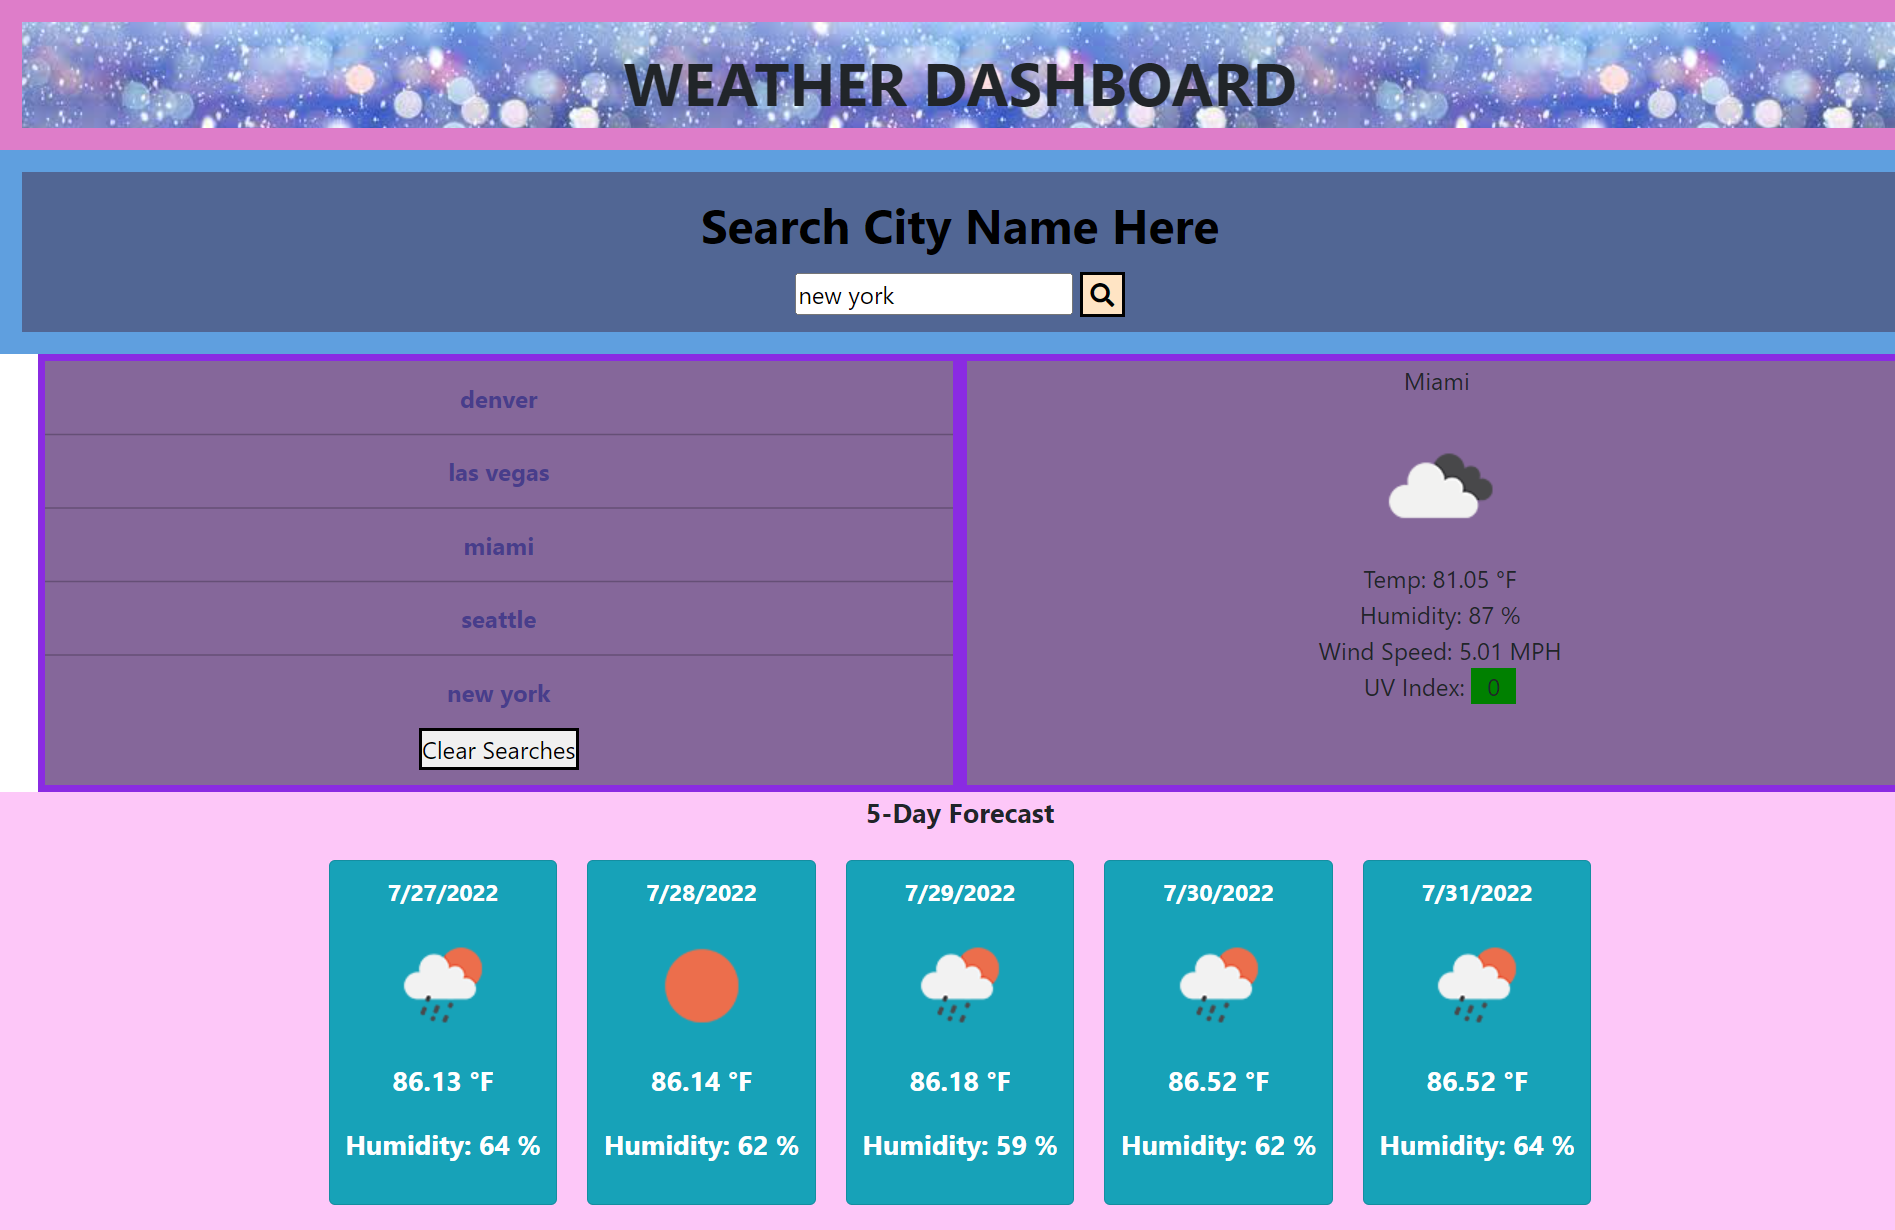 WEATHER DASHBOARD
Search City Name Here
new york
denver
las vegas
miami
seattle
new york
Clear Searches
Miami
Temp: 81.05 °F
Humidity: 87 %
Wind Speed: 5.01 MPH
UV Index: 0
5-Day Forecast
7/27/2022
86.13 °F
Humidity: 64 %
7/28/2022
86.14 °F
Humidity: 62 %
7/29/2022
86.18 °F
Humidity: 59 %
7/30/2022
86.52 °F
Humidity: 62 %
7/31/2022
86.52 °F
Humidity: 64 %